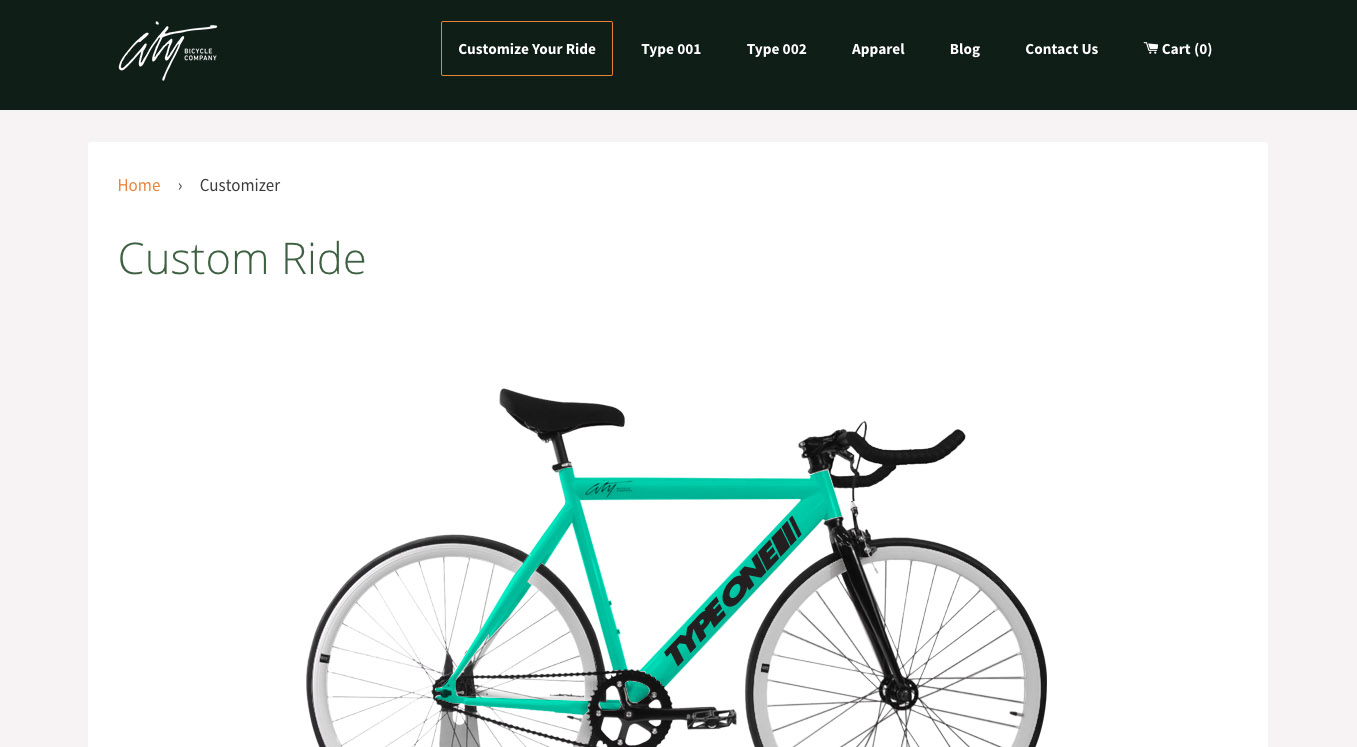 city
BICYCLE
COMPANY
Customize Your Ride
Type 001
Type 002
Apparel
Blog
Contact Us
Cart (0)
Home › Customizer
Custom Ride
city
TYPE ONE